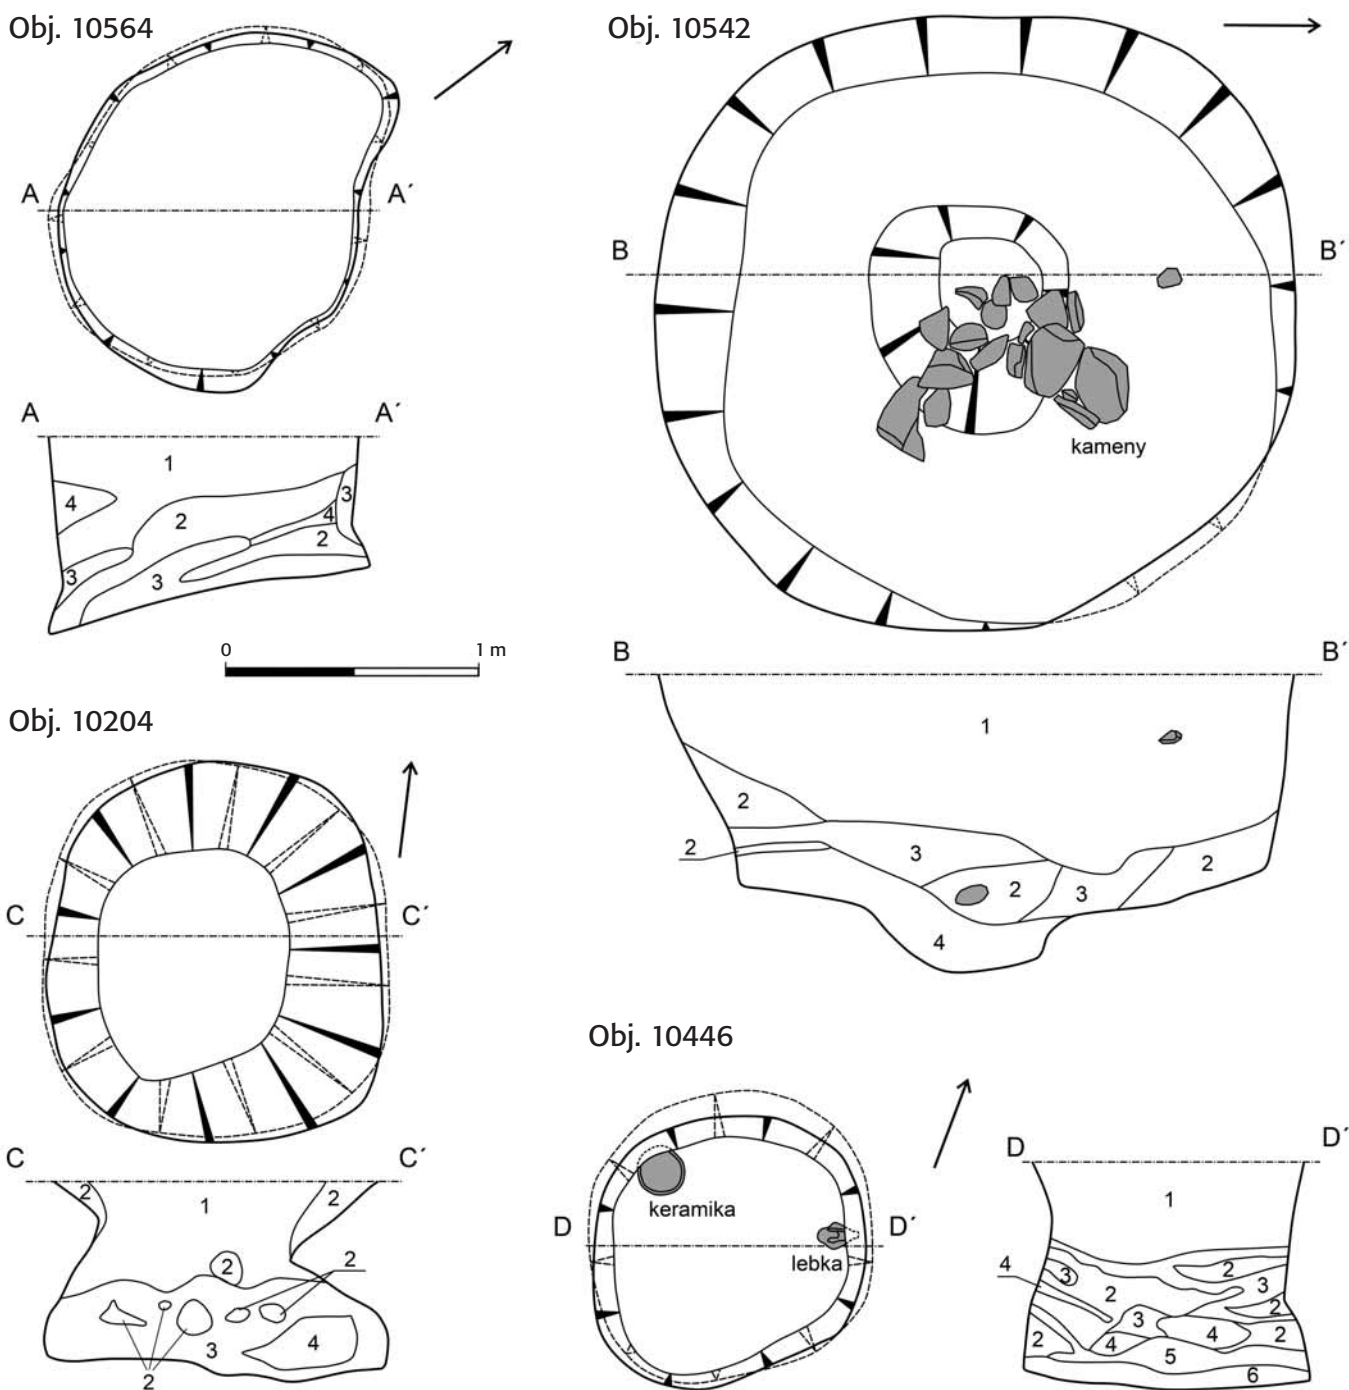 Obj. 10564
A A´
A A´
1
4 3
2 4
2
3 3
0 1 m
Obj. 10542
B B´
kameny
B B´
1
2
2 3 2 2
3
4
Obj. 10204
C C´
C C´
2 1 2
2 2
3 4
2
Obj. 10446
keramika
D D´
lebka
D D´
1
4 3 2
2 3
3 2
2 4 4 2
5
6